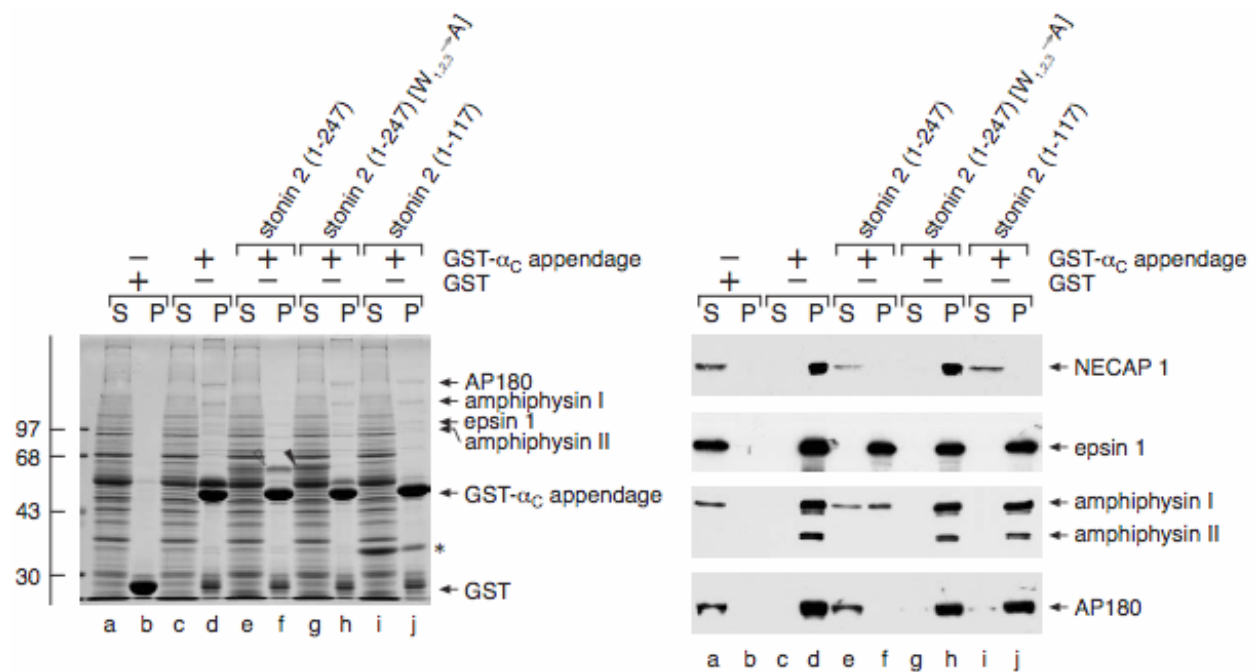 stonin 2 (1-247)
stonin 2 (1-247) [W1,2,3→A]
stonin 2 (1-117)
− + + + + GST-αC appendage
+ − − − − GST
S P S P S P S P S P
97
68
43
30
AP180
amphiphysin I
epsin 1
amphiphysin II
GST-αC appendage
*
GST
a b c d e f g h i j
stonin 2 (1-247)
stonin 2 (1-247) [W1,2,3→A]
stonin 2 (1-117)
− + + + + GST-αC appendage
+ − − − − GST
S P S P S P S P S P
NECAP 1
epsin 1
amphiphysin I
amphiphysin II
AP180
a b c d e f g h i j